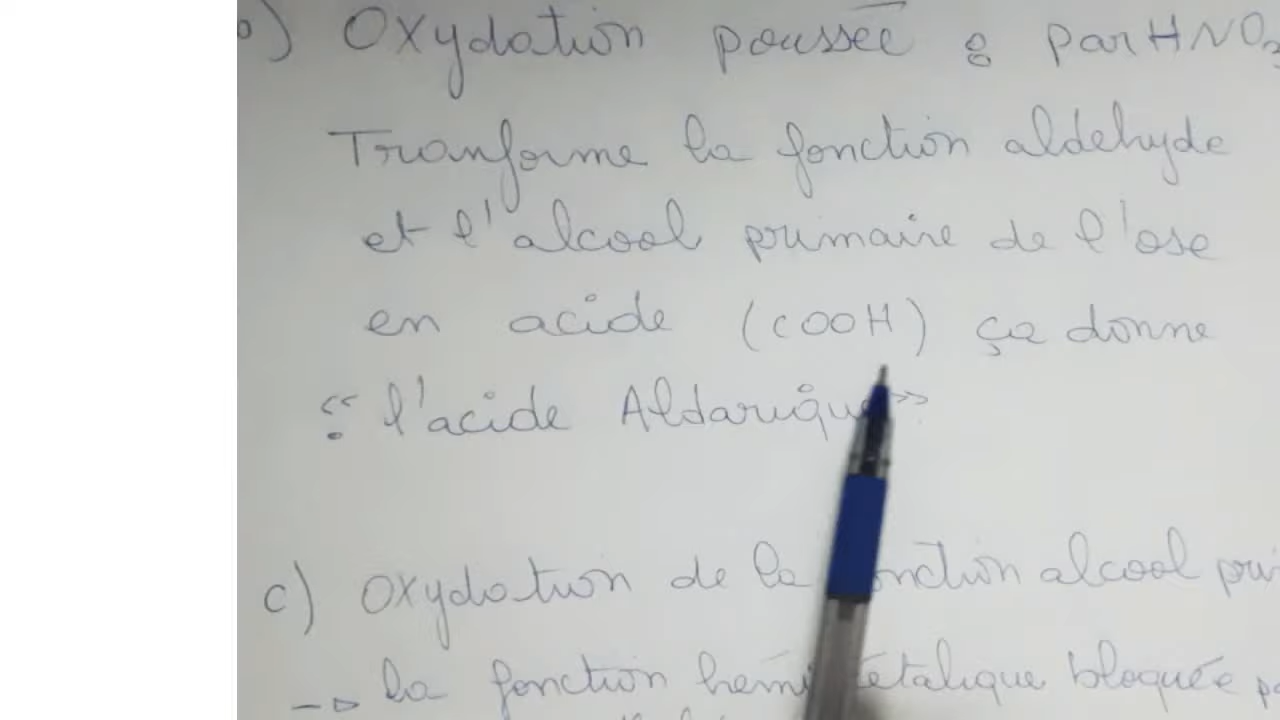 b) Oxydation poussée : par HNO3
Tranforme la fonction aldehyde
et l'alcool primaire de l'ose
en acide (COOH) ça donne
" l'acide Aldarique"
c) Oxydation de la fonction alcool pri
→ la fonction hemi cétalique bloquée